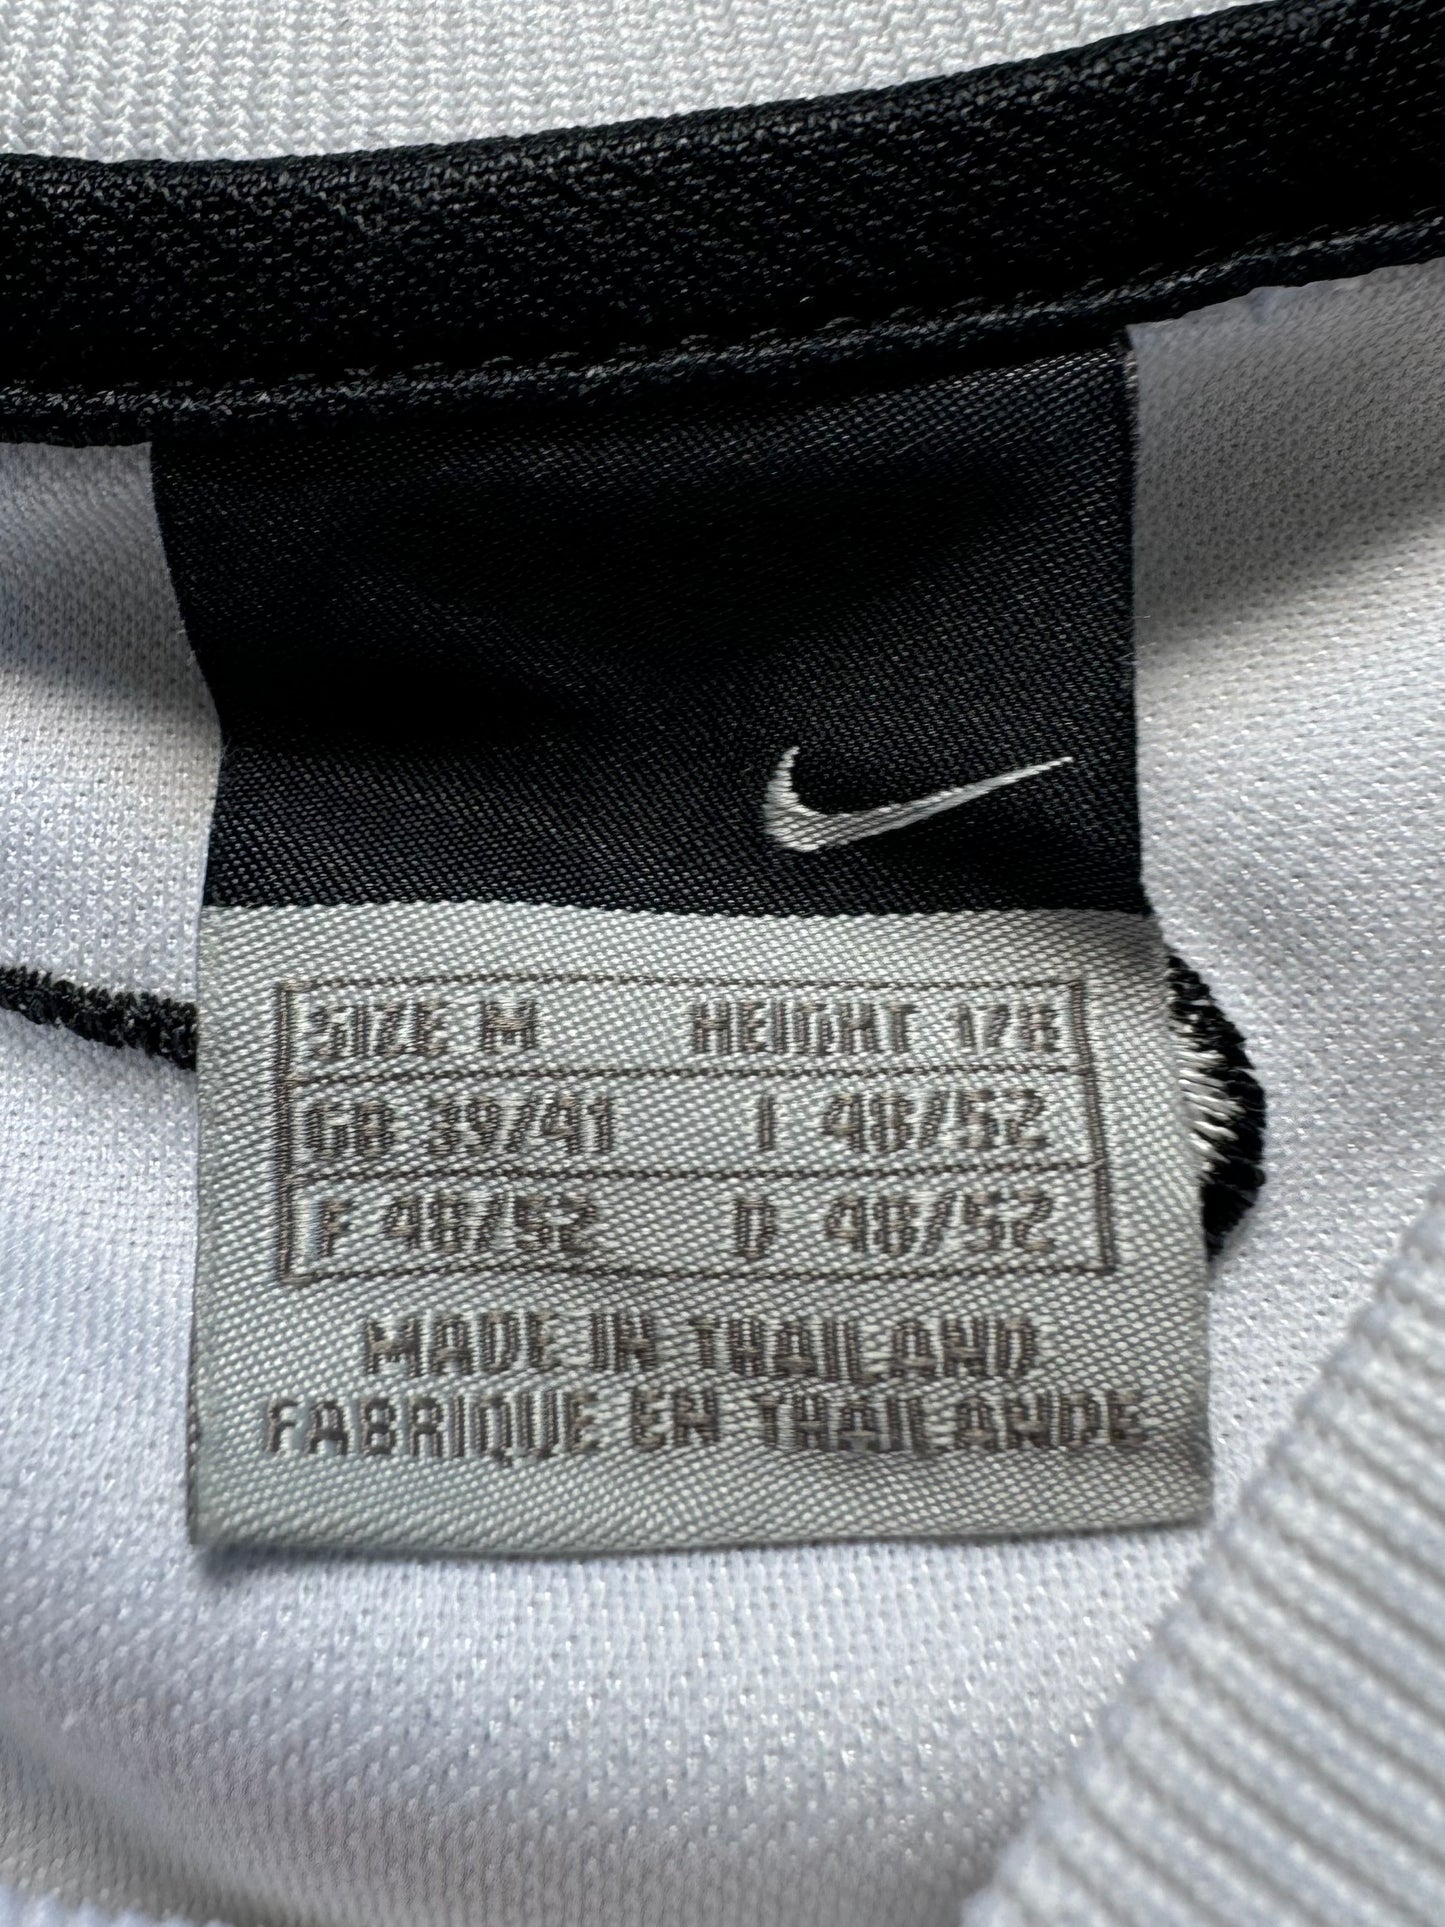 SIZE M HEIGHT 178
GB 39/41 I 48/52
F 48/52 D 48/52
MADE IN THAILAND
FABRIQUE EN THAILANDE